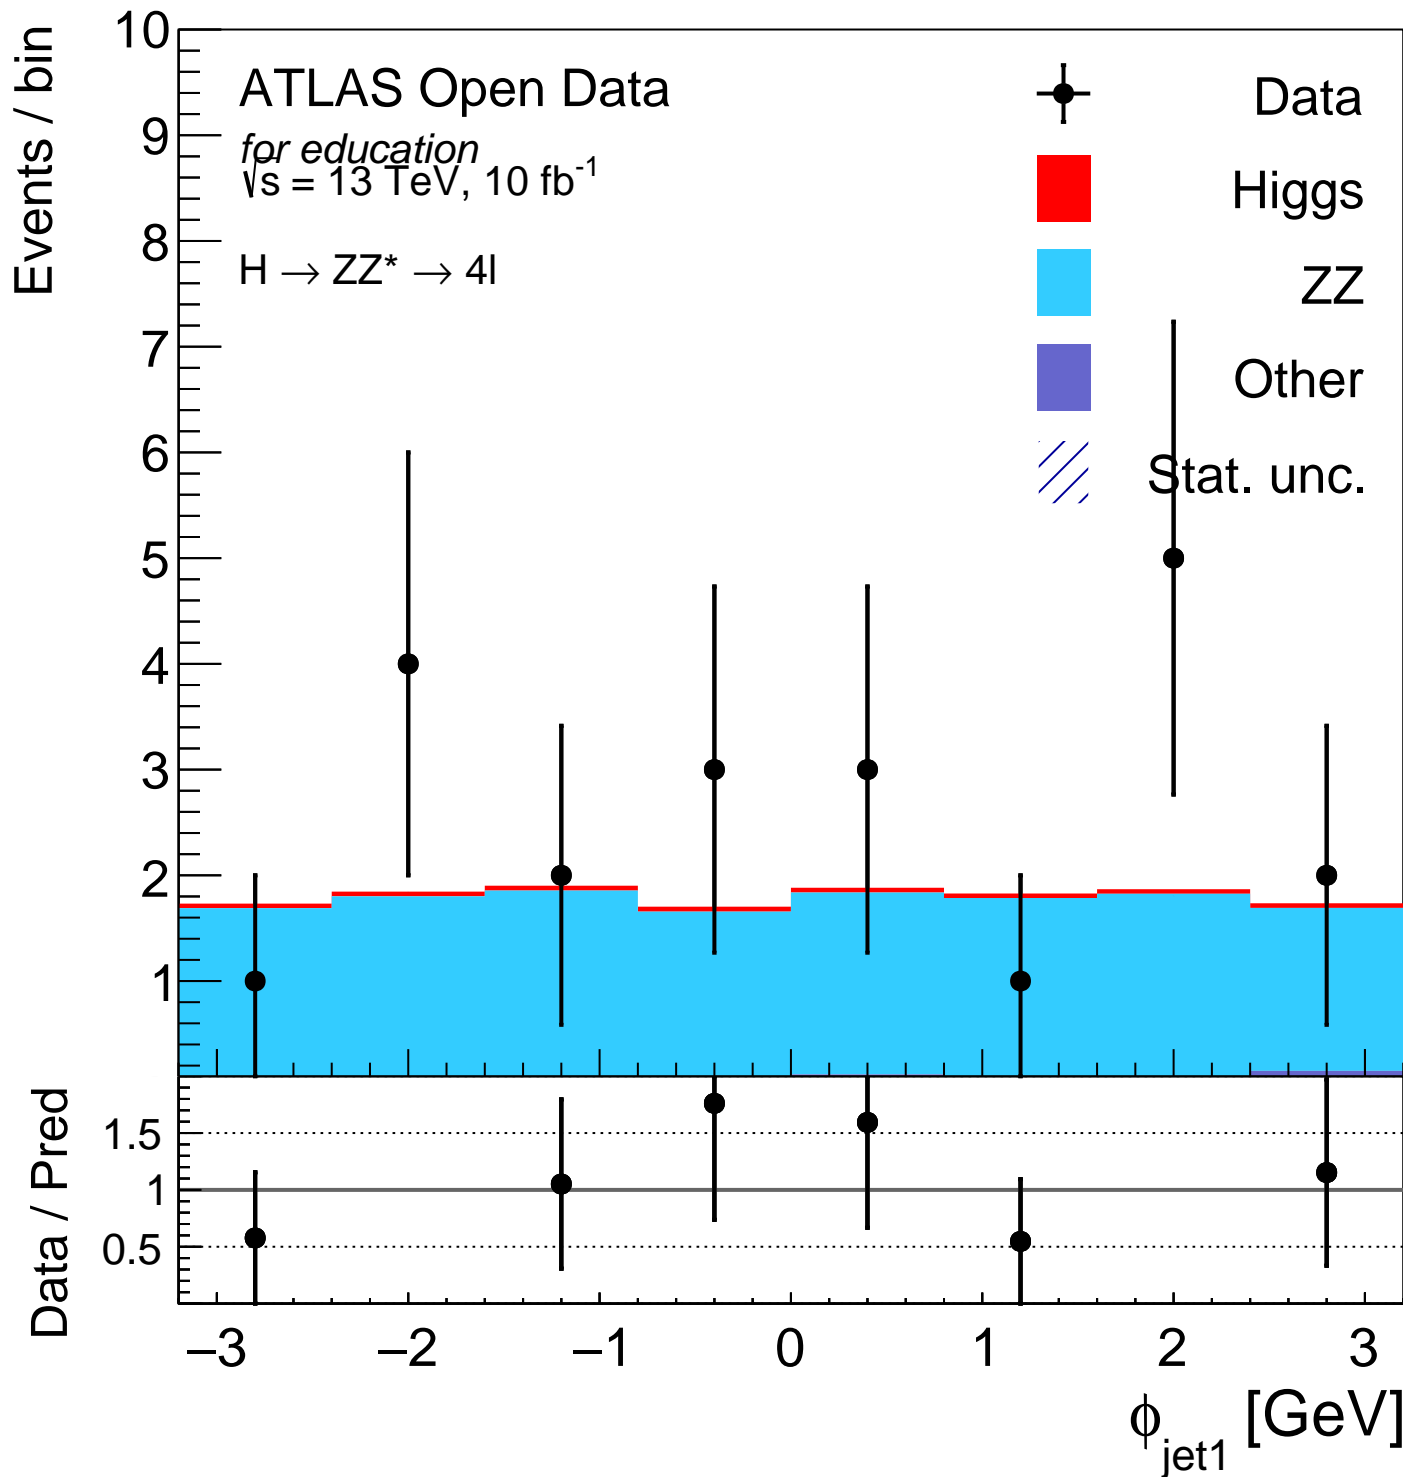 Events / bin
10
9
8
7
6
5
4
3
2
1
ATLAS Open Data
for education
√s = 13 TeV, 10 fb⁻¹
H → ZZ* → 4l
Data
Higgs
ZZ
Other
Stat. unc.
Data / Pred
1.5
1
0.5
−3 −2 −1 0 1 2 3
ϕ_jet1 [GeV]